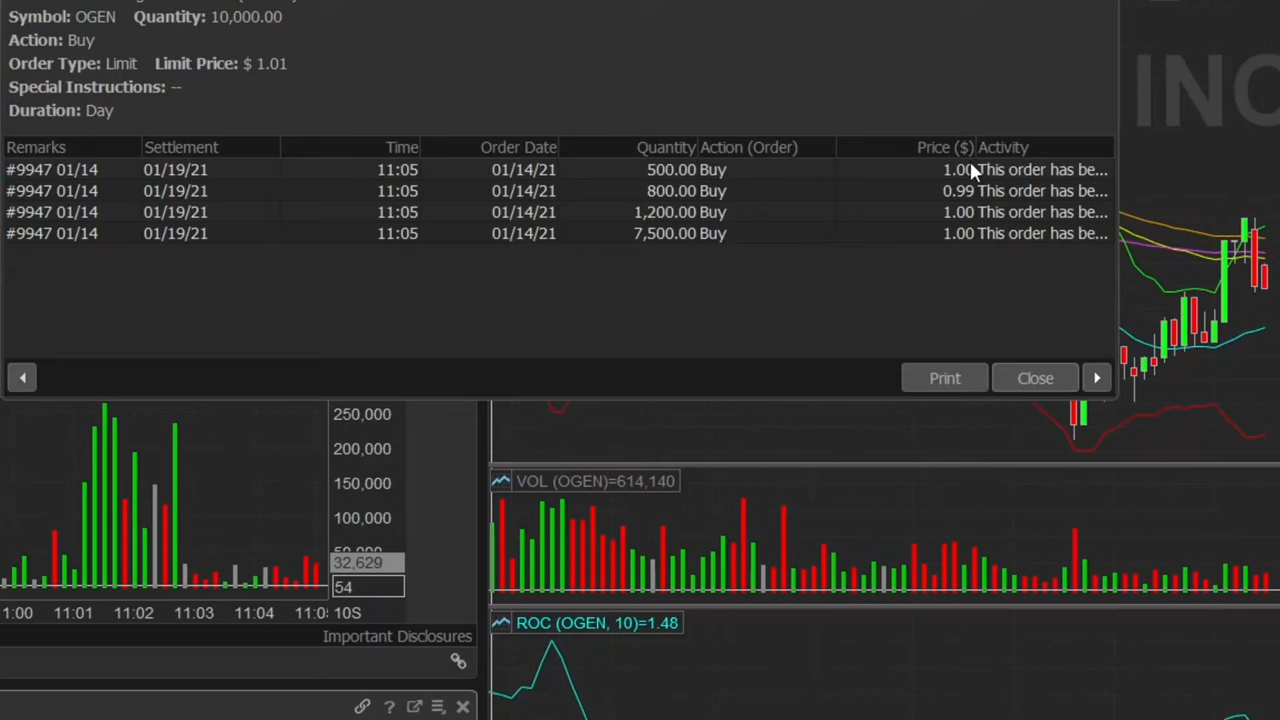 Symbol: OGEN Quantity: 10,000.00
Action: Buy
Order Type: Limit Limit Price: $ 1.01
Special Instructions: --
Duration: Day
Remarks Settlement Time Order Date Quantity Action (Order) Price ($) Activity
#9947 01/14 01/19/21 11:05 01/14/21 500.00 Buy 1.00 This order has be...
#9947 01/14 01/19/21 11:05 01/14/21 800.00 Buy 0.99 This order has be...
#9947 01/14 01/19/21 11:05 01/14/21 1,200.00 Buy 1.00 This order has be...
#9947 01/14 01/19/21 11:05 01/14/21 7,500.00 Buy 1.00 This order has be...
Print Close
INC
250,000
200,000
150,000
100,000
50,000
32,629
54
1:00 11:01 11:02 11:03 11:04 11:0 10S
Important Disclosures
?
VOL (OGEN)=614,140
ROC (OGEN, 10)=1.48